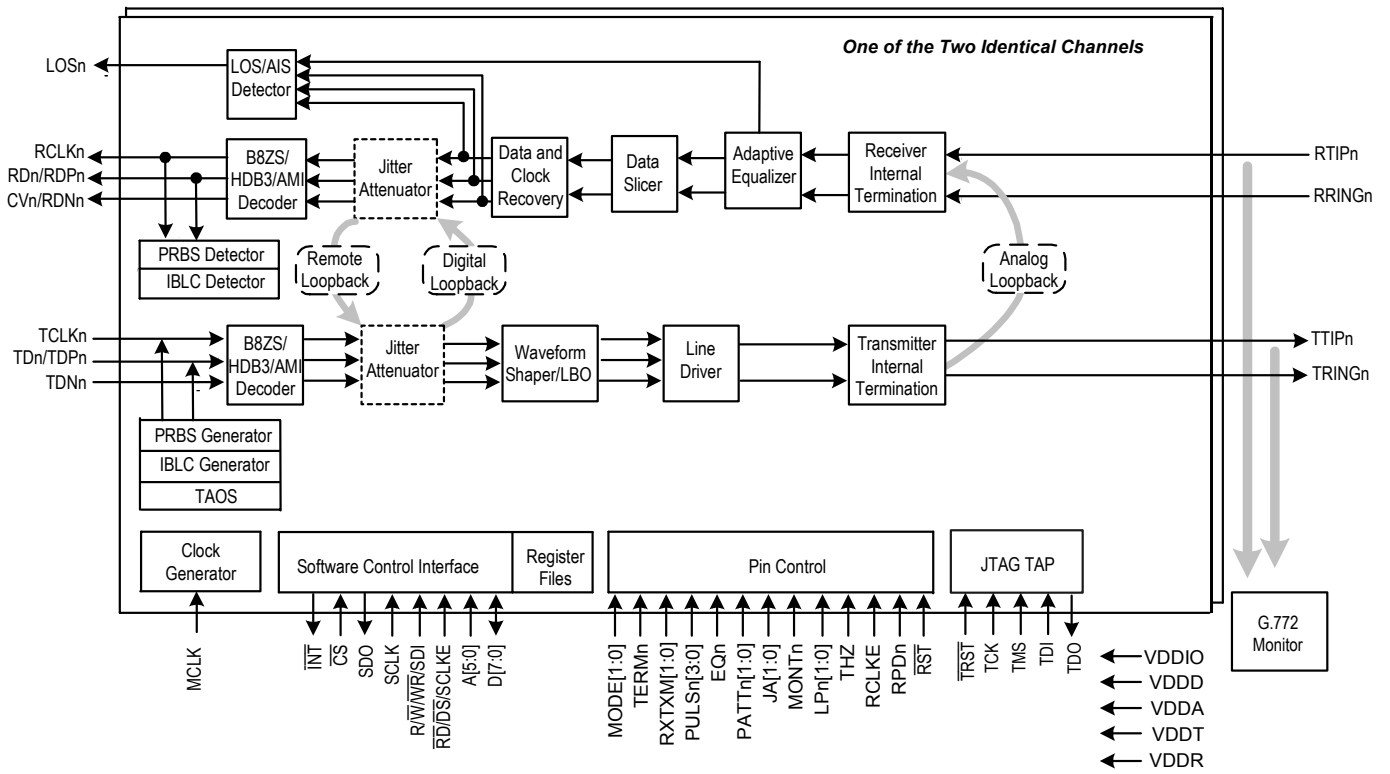 One of the Two Identical Channels
LOSn
LOS/AIS
Detector
RCLKn
RDn/RDPn
CVn/RDNn
B8ZS/
HDB3/AMI
Decoder
Jitter
Attenuator
Data and
Clock
Recovery
Data
Slicer
Adaptive
Equalizer
Receiver
Internal
Termination
RTIPn
RRINGn
PRBS Detector
IBLC Detector
Remote
Loopback
Digital
Loopback
Analog
Loopback
TCLKn
TDn/TDPn
TDNn
B8ZS/
HDB3/AMI
Decoder
Jitter
Attenuator
Waveform
Shaper/LBO
Line
Driver
Transmitter
Internal
Termination
TTIPn
TRINGn
PRBS Generator
IBLC Generator
TAOS
Clock
Generator
Software Control Interface
Register
Files
Pin Control
JTAG TAP
G.772
Monitor
MCLK
INT
CS
SDO
SCLK
R/W/WR/SDI
RD/DS/SCLKE
A[5:0]
D[7:0]
MODE[1:0]
TERMn
RXTXM[1:0]
PULSn[3:0]
EQn
PATTn[1:0]
JA[1:0]
MONTn
LPn[1:0]
THZ
RCLKE
RPDn
RST
TRST
TCK
TMS
TDI
TDO
VDDIO
VDDD
VDDA
VDDT
VDDR